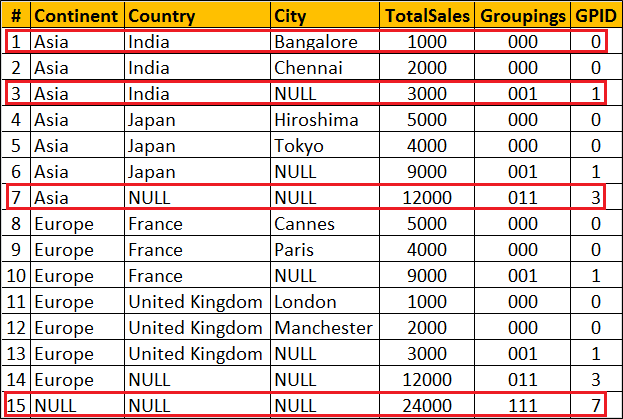 # Continent Country City TotalSales Groupings GPID
1 Asia India Bangalore 1000 000 0
2 Asia India Chennai 2000 000 0
3 Asia India NULL 3000 001 1
4 Asia Japan Hiroshima 5000 000 0
5 Asia Japan Tokyo 4000 000 0
6 Asia Japan NULL 9000 001 1
7 Asia NULL NULL 12000 011 3
8 Europe France Cannes 5000 000 0
9 Europe France Paris 4000 000 0
10 Europe France NULL 9000 001 1
11 Europe United Kingdom London 1000 000 0
12 Europe United Kingdom Manchester 2000 000 0
13 Europe United Kingdom NULL 3000 001 1
14 Europe NULL NULL 12000 011 3
15 NULL NULL NULL 24000 111 7